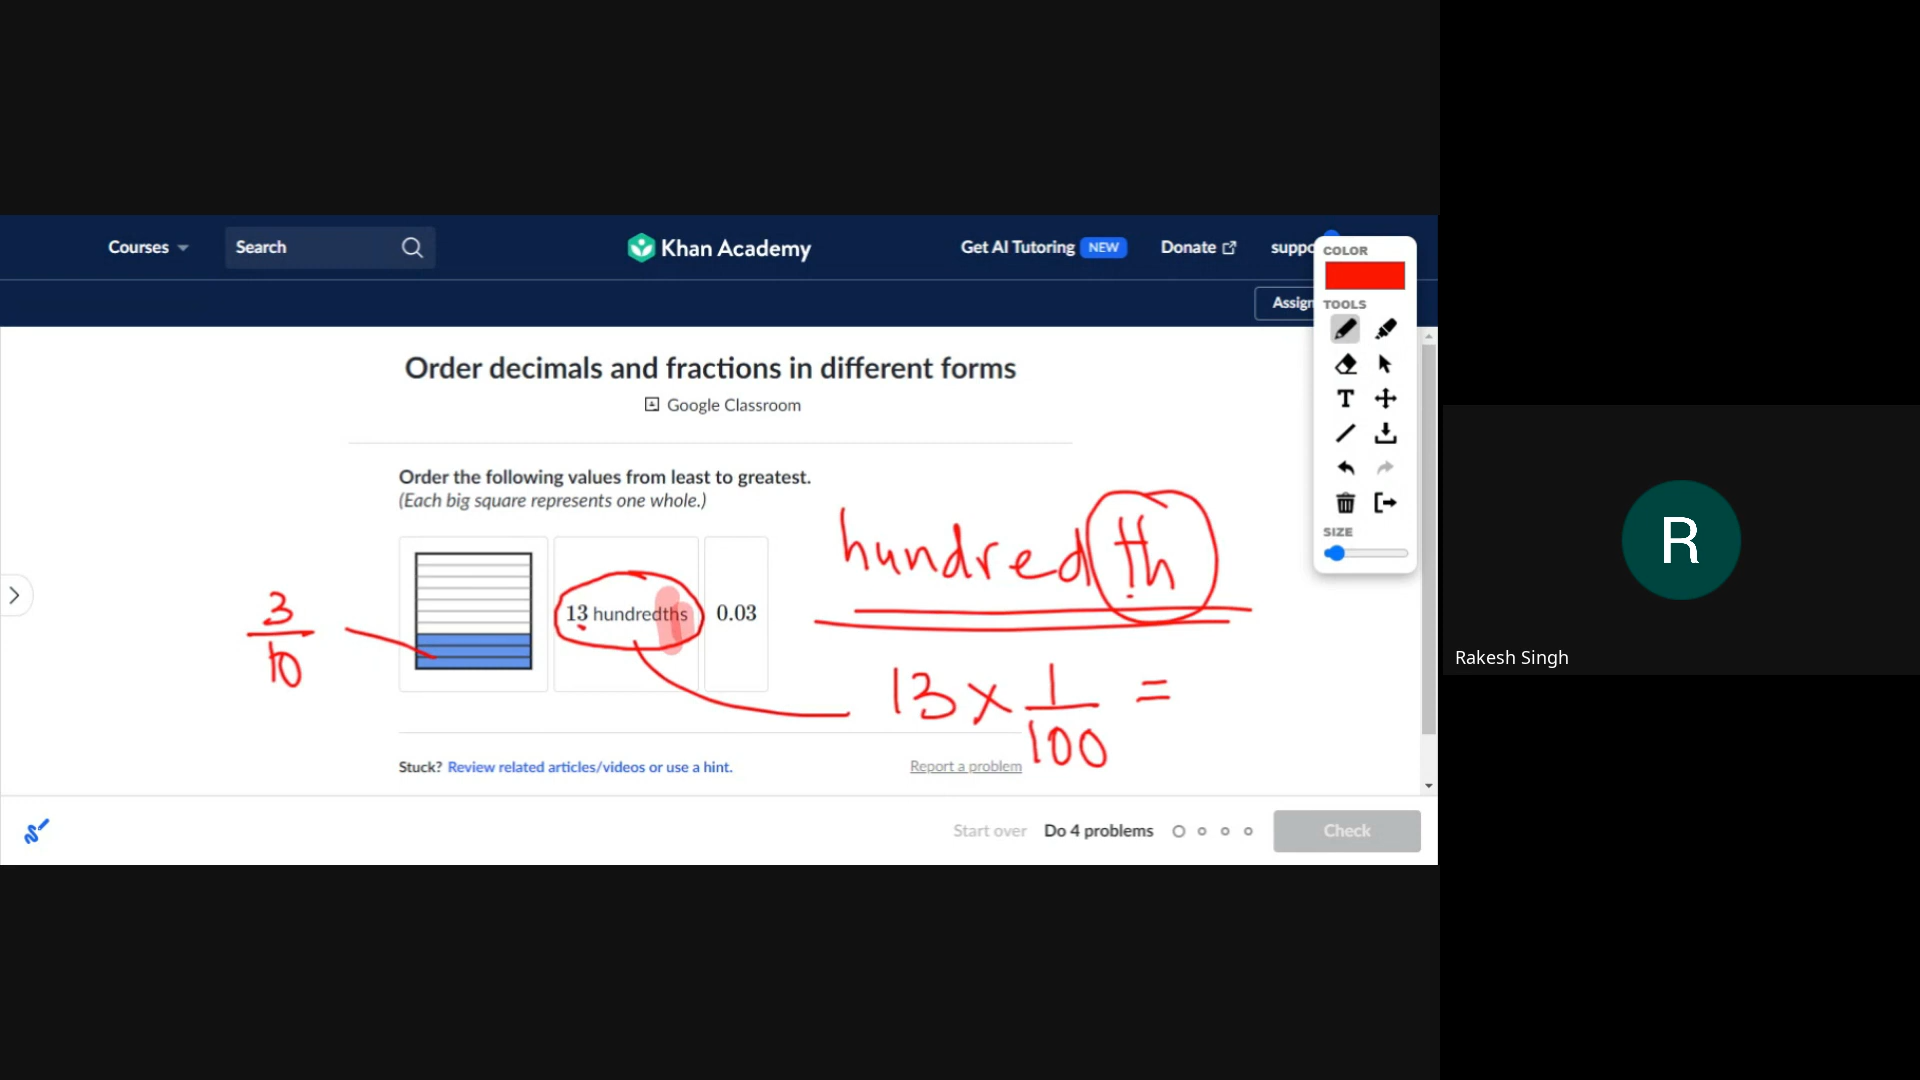 Courses
Search
Khan Academy
Get AI Tutoring NEW
Donate
suppo
Assign
COLOR
TOOLS
T
SIZE
Order decimals and fractions in different forms
Google Classroom
Order the following values from least to greatest.
(Each big square represents one whole.)
hundredth
3
10
13 hundredths
0.03
13 × 1/100 =
Stuck? Review related articles/videos or use a hint.
Report a problem
Start over
Do 4 problems
Check
R
Rakesh Singh